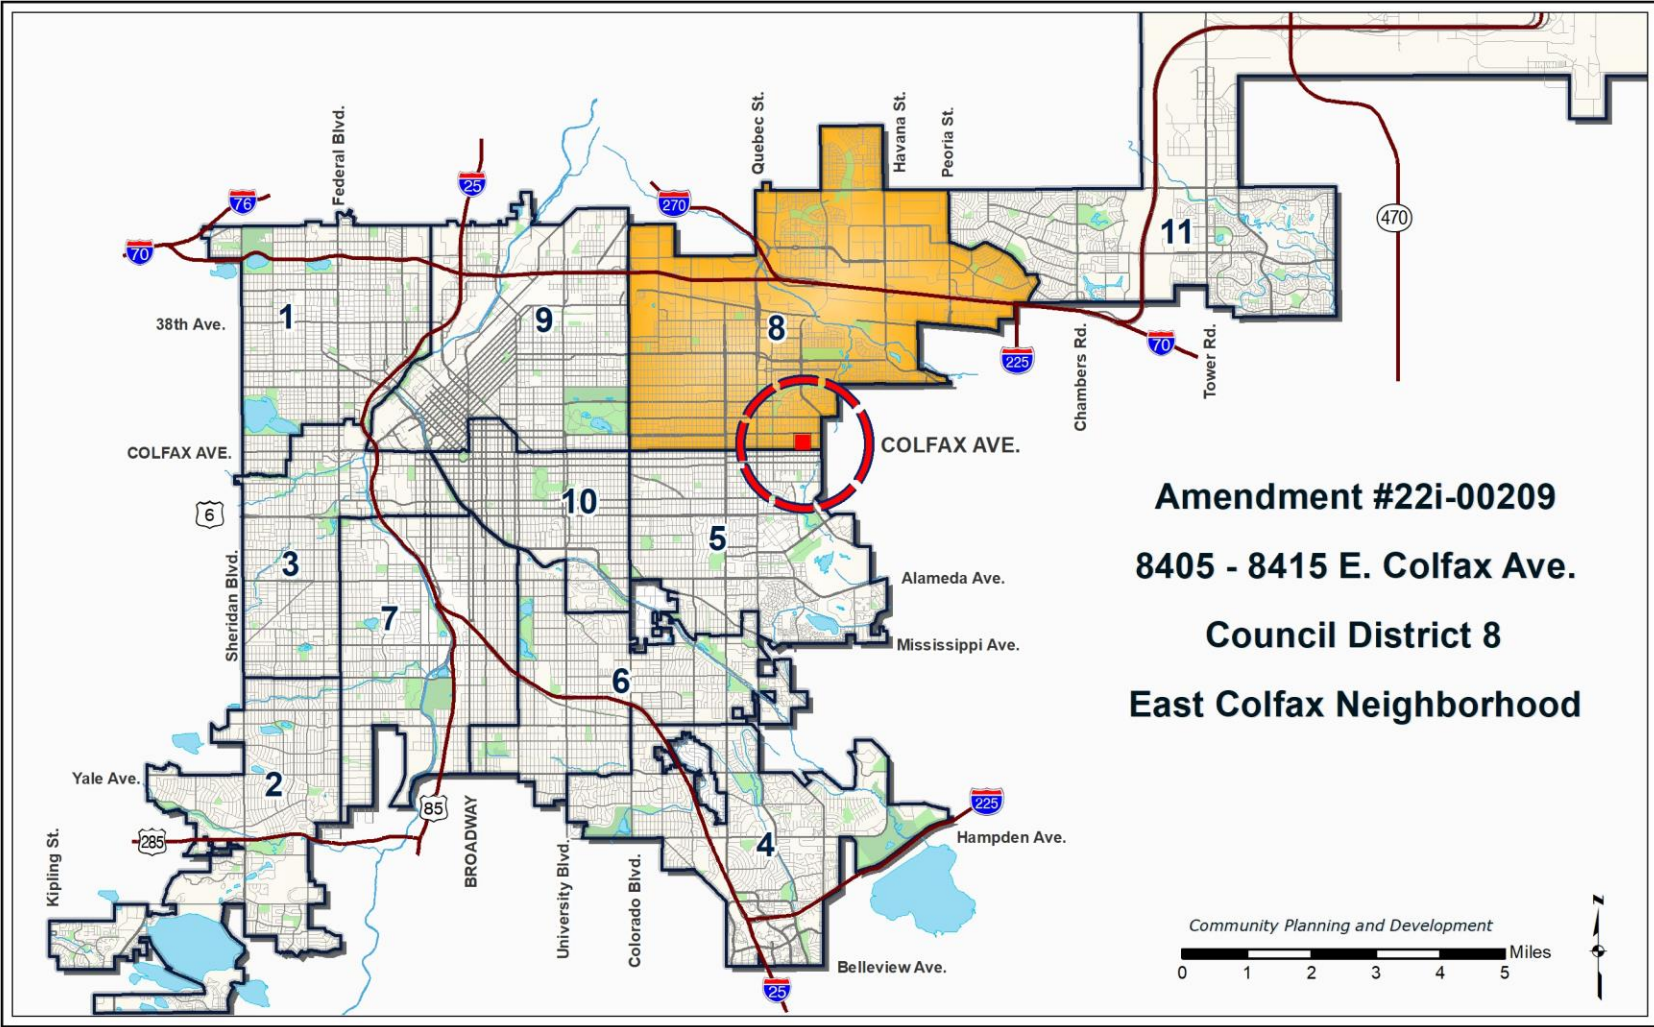 Federal Blvd.
Quebec St.
Havana St.
Peoria St.
76
25
270
70
470
11
1
38th Ave.
9
8
225
70
Chambers Rd.
Tower Rd.
COLFAX AVE.
COLFAX AVE.
6
10
5
3
Sheridan Blvd.
7
Alameda Ave.
Mississippi Ave.
6
Amendment #22i-00209
8405 - 8415 E. Colfax Ave.
Council District 8
East Colfax Neighborhood
Yale Ave.
2
85
285
BROADWAY
4
225
Hampden Ave.
Kipling St.
University Blvd.
Colorado Blvd.
Belleview Ave.
25
Community Planning and Development
Miles
0 1 2 3 4 5
N